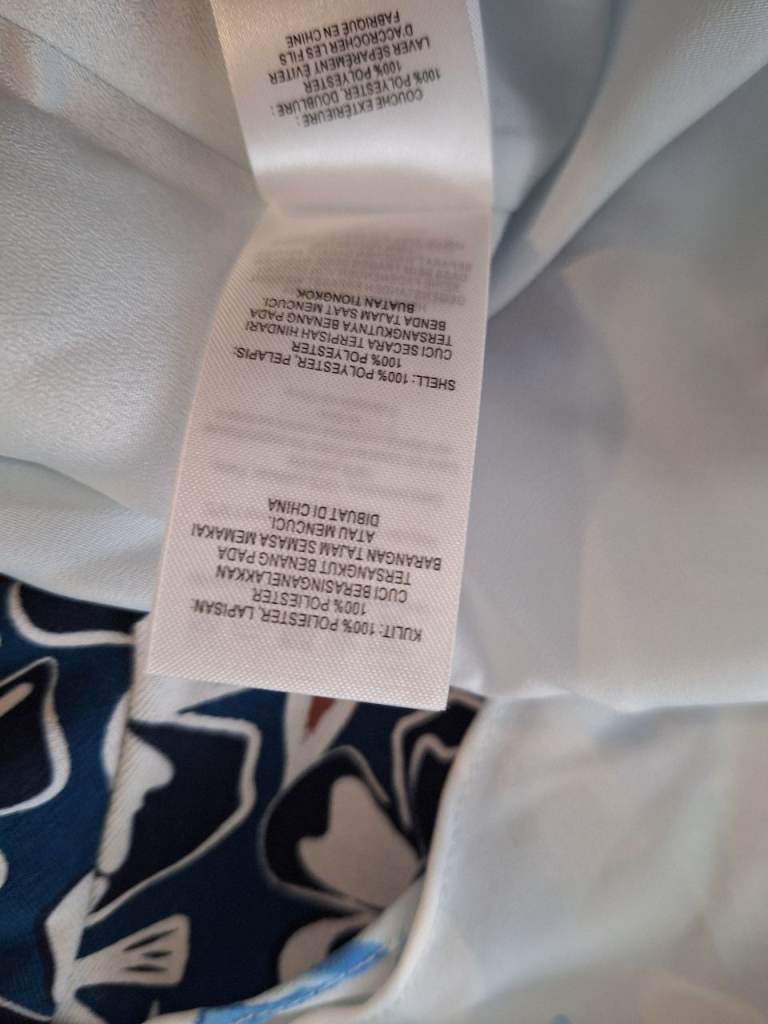 KULIT: 100% POLIESTER, LAPISAN:
100% POLIESTER
CUCI BERASINGANELAKKAN
TERSANGKUT BENANG PADA
BARANGAN TAJAM SEMASA MEMAKAI
ATAU MENCUCI.
DIBUAT DI CHINA
SHELL: 100% POLYESTER, PELAPIS:
100% POLYESTER
CUCI SECARA TERPISAH HINDARI
TERSANGKUTNYA BENANG PADA
BENDA TAJAM SAAT MENCUCI.
BUATAN TIONGKOK
COUCHE EXTÉRIEURE :
100% POLYESTER, DOUBLURE :
100% POLYESTER
LAVER SÉPARÉMENT ÉVITER
D'ACCROCHER LES FILS
FABRIQUÉ EN CHINE